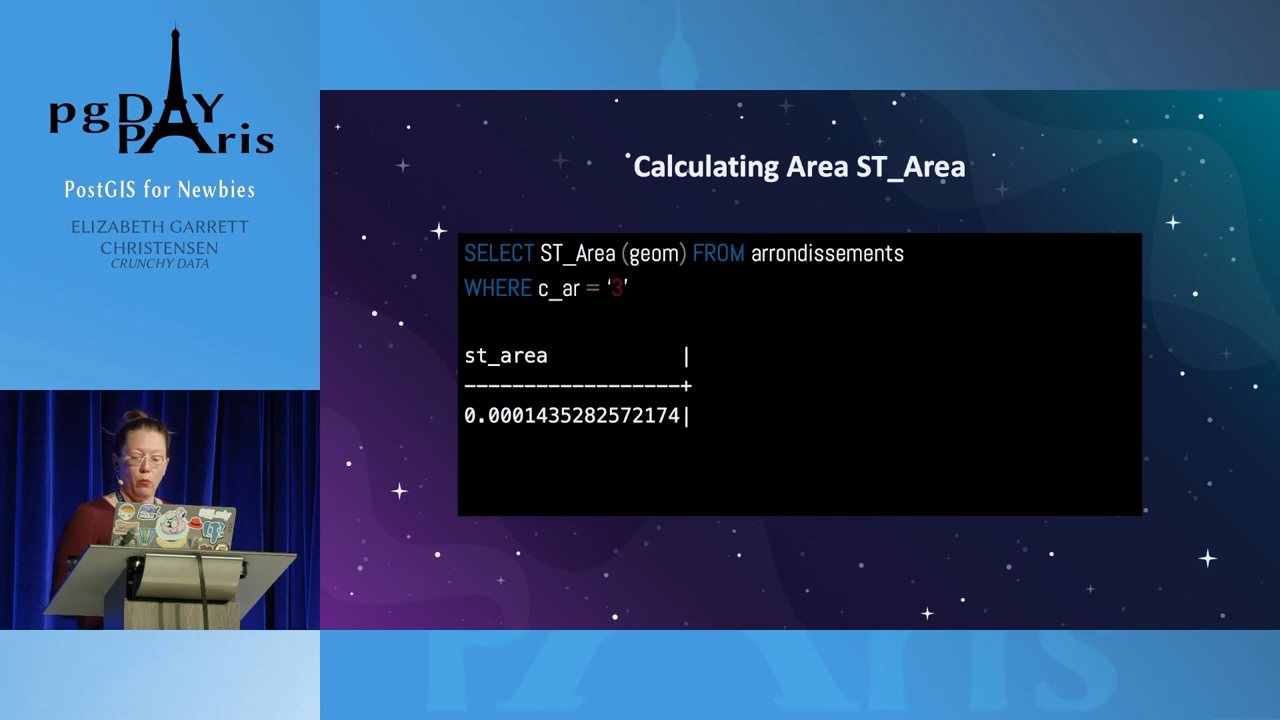 pgDAY
PAris
PostGIS for Newbies
ELIZABETH GARRETT
CHRISTENSEN
CRUNCHY DATA
Calculating Area ST_Area
SELECT ST_Area (geom) FROM arrondissements
WHERE c_ar = ‘3’
st_area |
------------------+
0.0001435282572174|
PAris